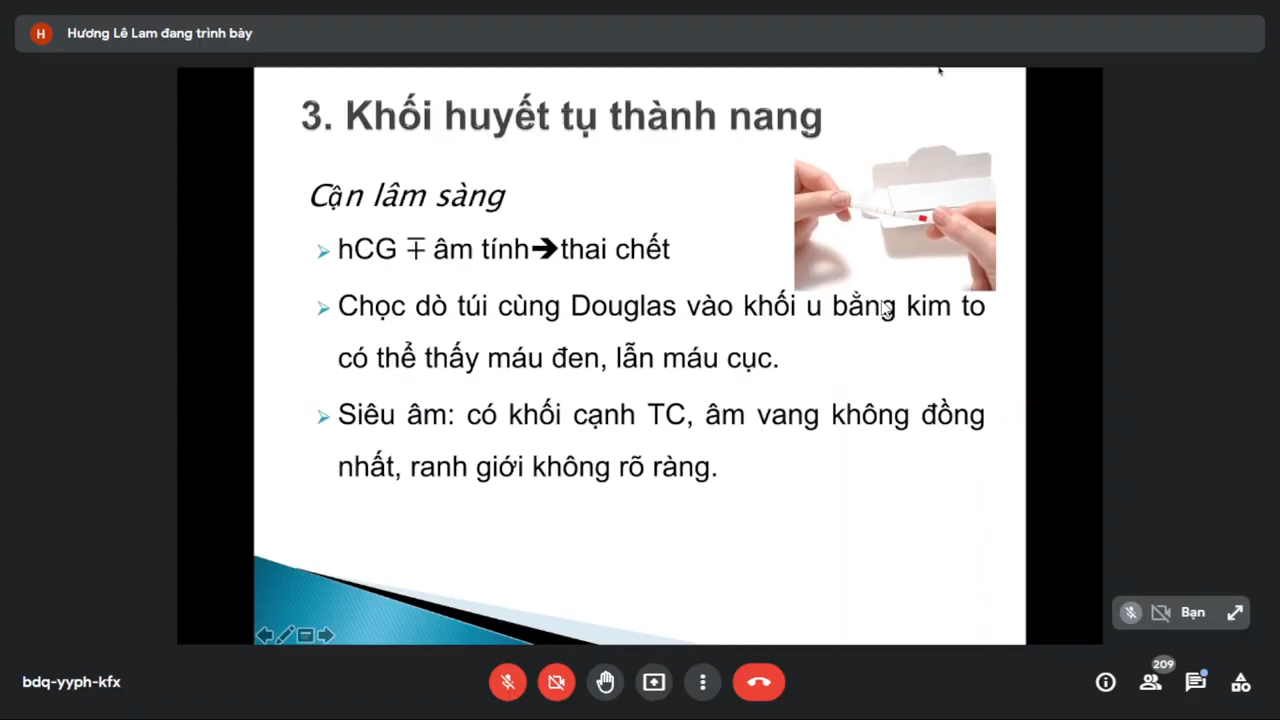 H
Hương Lê Lam đang trình bày
3. Khối huyết tụ thành nang
Cận lâm sàng
hCG ∓ âm tính➔thai chết
Chọc dò túi cùng Douglas vào khối u bằng kim to
có thể thấy máu đen, lẫn máu cục.
Siêu âm: có khối cạnh TC, âm vang không đồng
nhất, ranh giới không rõ ràng.
Bạn
bdq-yyph-kfx
209